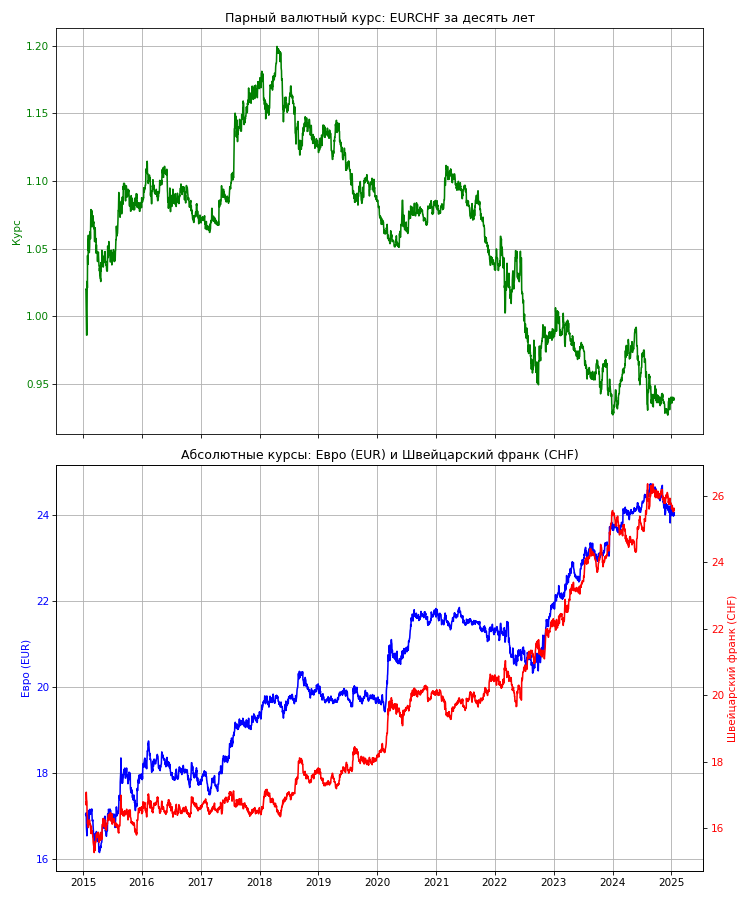 Парный валютный курс: EURCHF за десять лет
1.20
1.15
1.10
1.05
1.00
0.95
Курс
Абсолютные курсы: Евро (EUR) и Швейцарский франк (CHF)
24
22
20
18
16
Евро (EUR)
26
24
22
20
18
16
Швейцарский франк (CHF)
2015 2016 2017 2018 2019 2020 2021 2022 2023 2024 2025